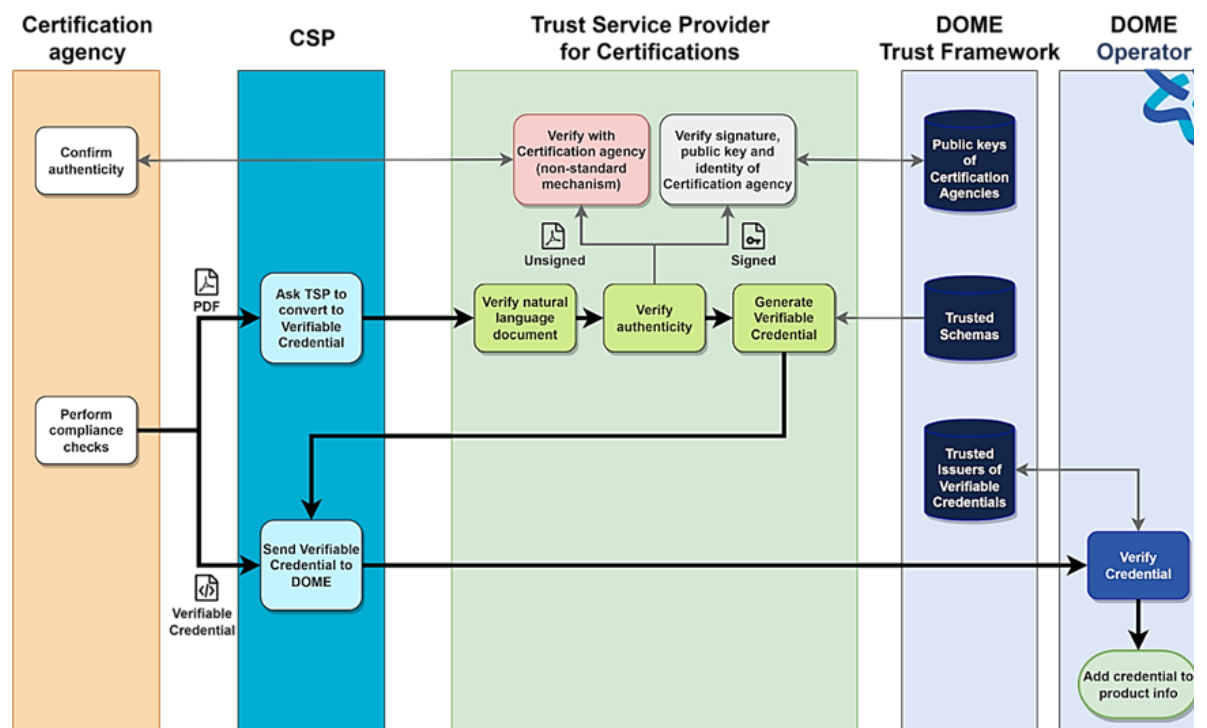 Certification
agency
CSP
Trust Service Provider
for Certifications
DOME
Trust Framework
DOME
Operator
Confirm
authenticity
Verify with
Certification agency
(non-standard
mechanism)
Verify signature,
public key and
identity of
Certification agency
Public keys
of
Certification
Agencies
Unsigned
Signed
PDF
Ask TSP to
convert to
Verifiable
Credential
Verify natural
language
document
Verify
authenticity
Generate
Verifiable
Credential
Trusted
Schemas
Perform
compliance
checks
Trusted
Issuers of
Verifiable
Credentials
Send Verifiable
Credential to
DOME
Verify
Credential
Verifiable
Credential
Add credential to
product info